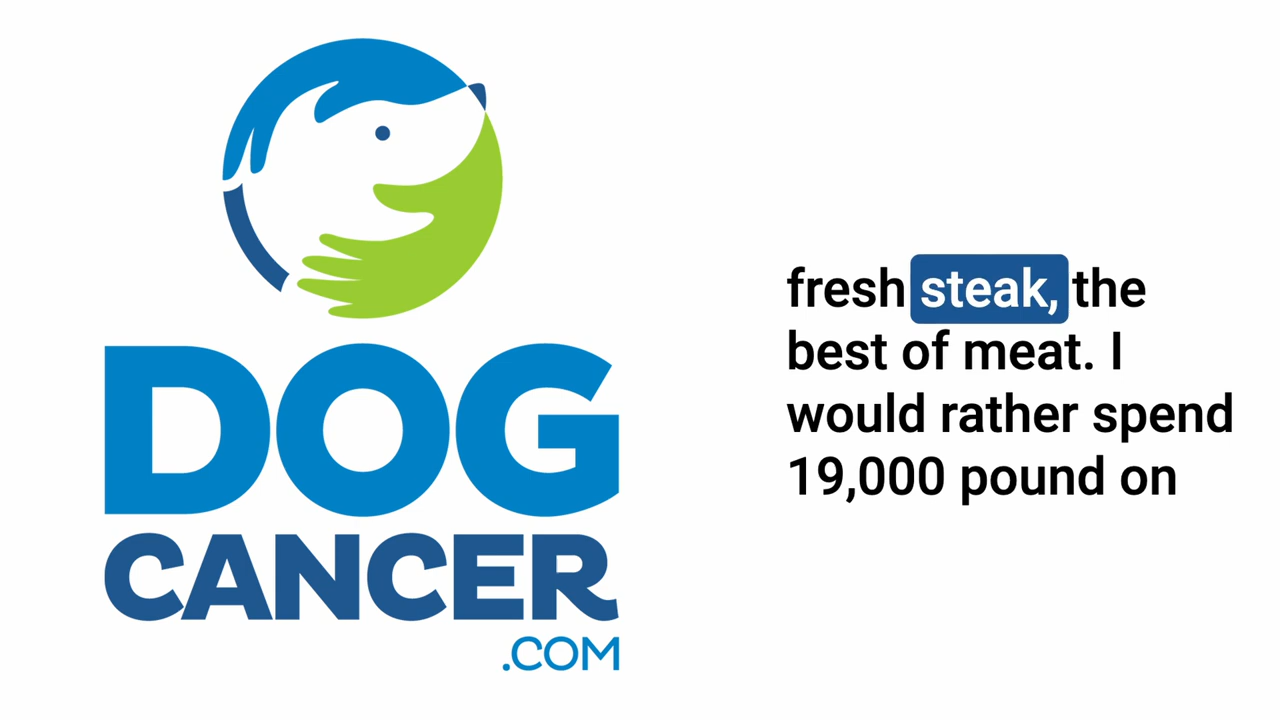 DOG
CANCER
.COM
fresh steak, the
best of meat. I
would rather spend
19,000 pound on